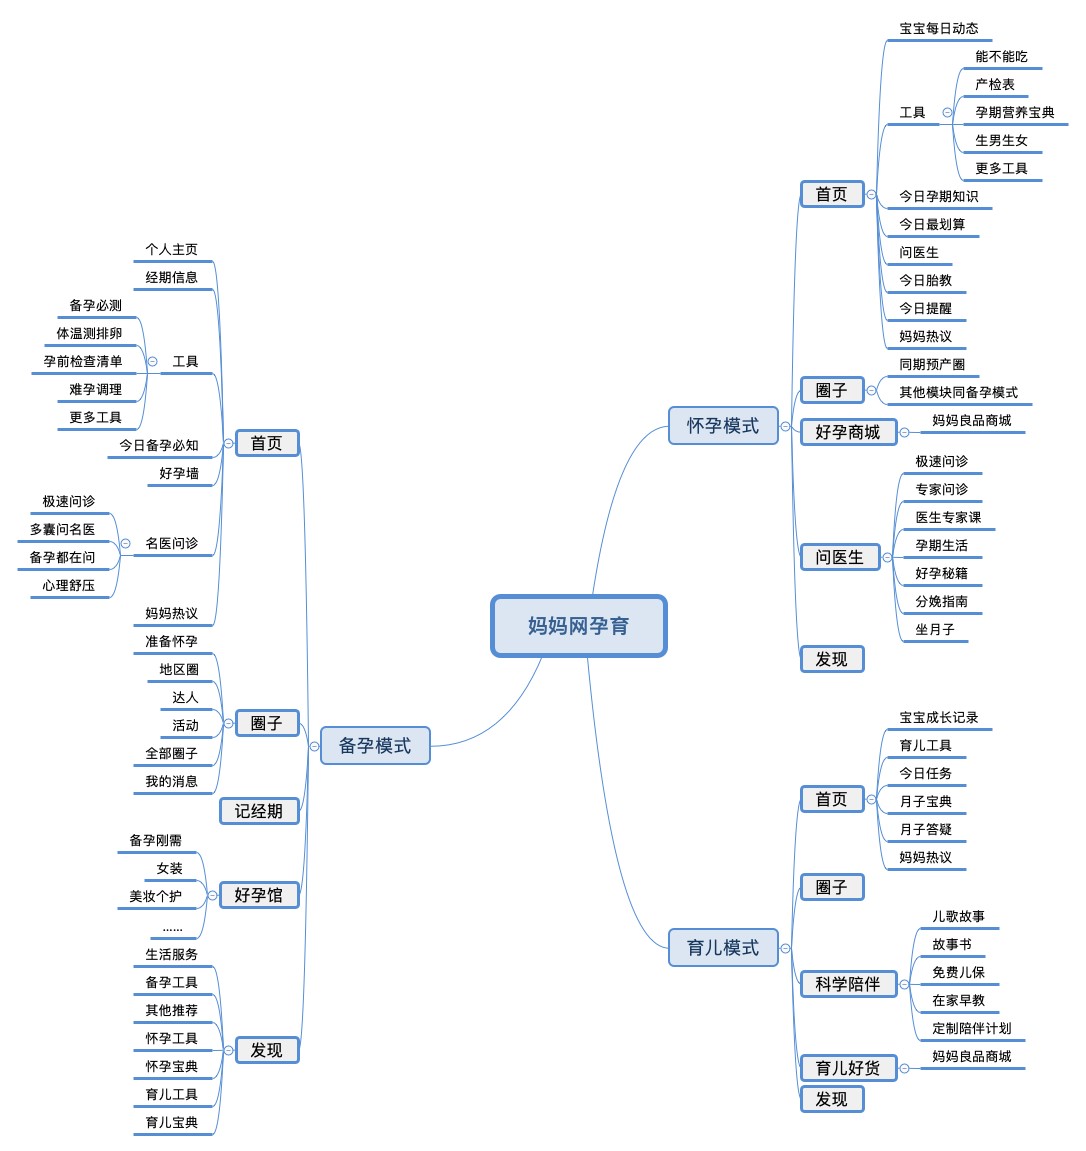 妈妈网孕育
怀孕模式
首页
宝宝每日动态
工具
能不能吃
产检表
孕期营养宝典
生男生女
更多工具
今日孕期知识
今日最划算
问医生
今日胎教
今日提醒
妈妈热议
圈子
同期预产圈
其他模块同备孕模式
好孕商城
妈妈良品商城
问医生
极速问诊
专家问诊
医生专家课
孕期生活
好孕秘籍
分娩指南
坐月子
发现
育儿模式
首页
宝宝成长记录
育儿工具
今日任务
月子宝典
月子答疑
妈妈热议
圈子
科学陪伴
儿歌故事
故事书
免费儿保
在家早教
定制陪伴计划
育儿好货
妈妈良品商城
发现
备孕模式
首页
个人主页
经期信息
工具
备孕必测
体温测排卵
孕前检查清单
难孕调理
更多工具
今日备孕必知
好孕墙
名医问诊
极速问诊
多囊问名医
备孕都在问
心理舒压
妈妈热议
圈子
准备怀孕
地区圈
达人
活动
全部圈子
我的消息
记经期
好孕馆
备孕刚需
女装
美妆个护
……
发现
生活服务
备孕工具
其他推荐
怀孕工具
怀孕宝典
育儿工具
育儿宝典